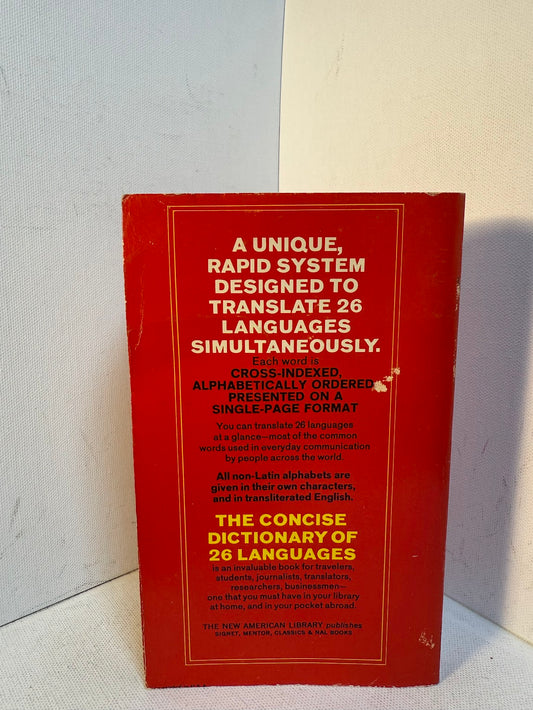 A UNIQUE,
RAPID SYSTEM
DESIGNED TO
TRANSLATE 26
LANGUAGES
SIMULTANEOUSLY.
Each word is
CROSS-INDEXED,
ALPHABETICALLY ORDERED
PRESENTED ON A
SINGLE-PAGE FORMAT
You can translate 26 languages
at a glance—most of the common
words used in everyday communication
by people across the world.
All non-Latin alphabets are
given in their own characters,
and in transliterated English.
THE CONCISE
DICTIONARY OF
26 LANGUAGES
is an invaluable book for travelers,
students, journalists, translators,
researchers, businessmen—
one that you must have in your library
at home, and in your pocket abroad.
THE NEW AMERICAN LIBRARY publishes
SIGNET, MENTOR, CLASSICS & NAL BOOKS